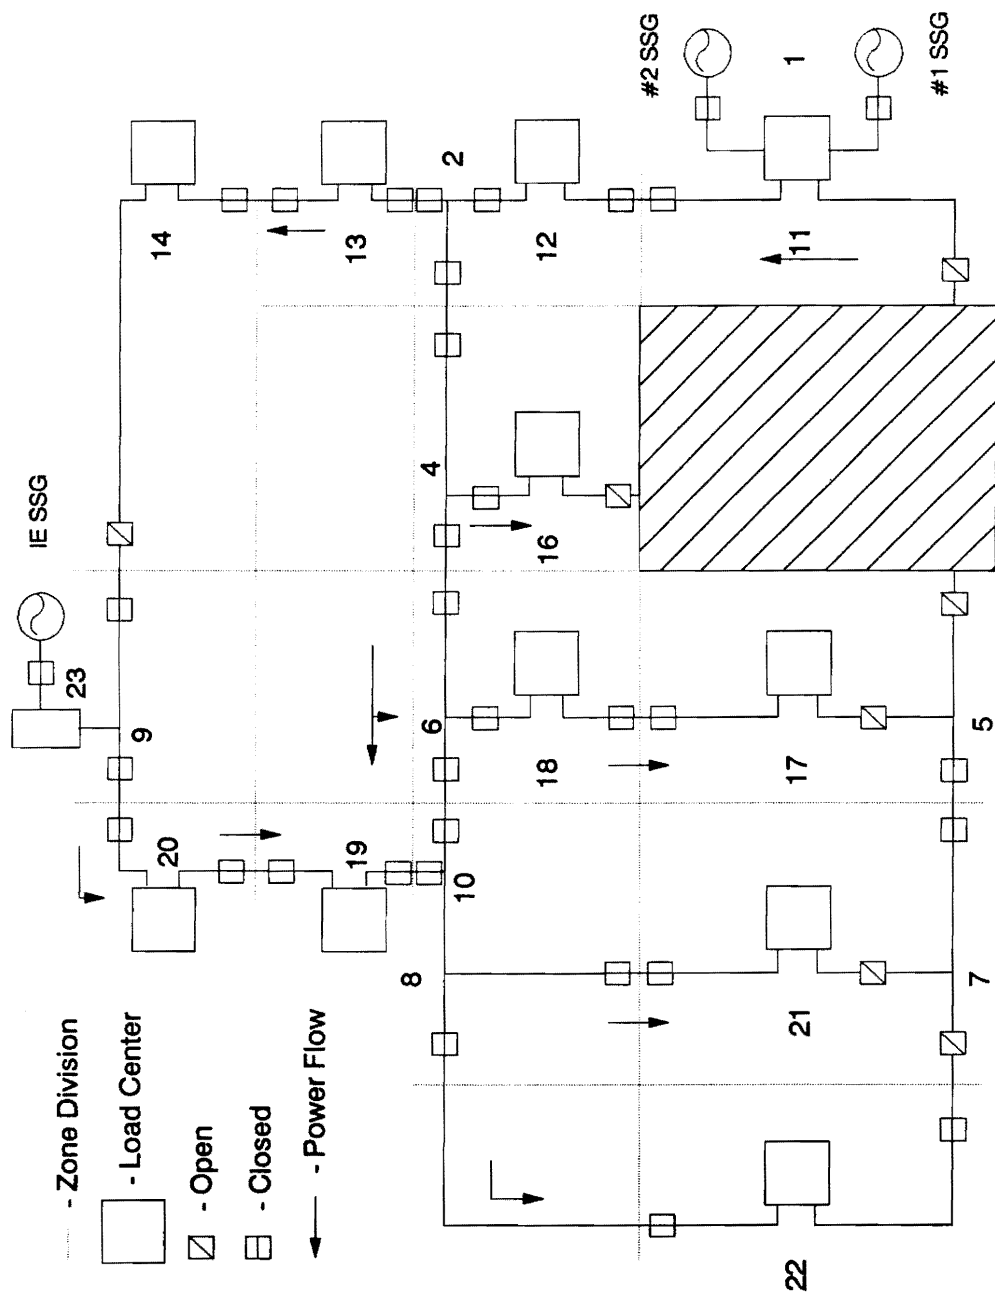 - Zone Division
- Load Center
- Open
- Closed
- Power Flow
IE SSG
23
9
20
19
14
13
2
12
#2 SSG
1
#1 SSG
11
4
16
6
18
17
5
10
8
21
7
22